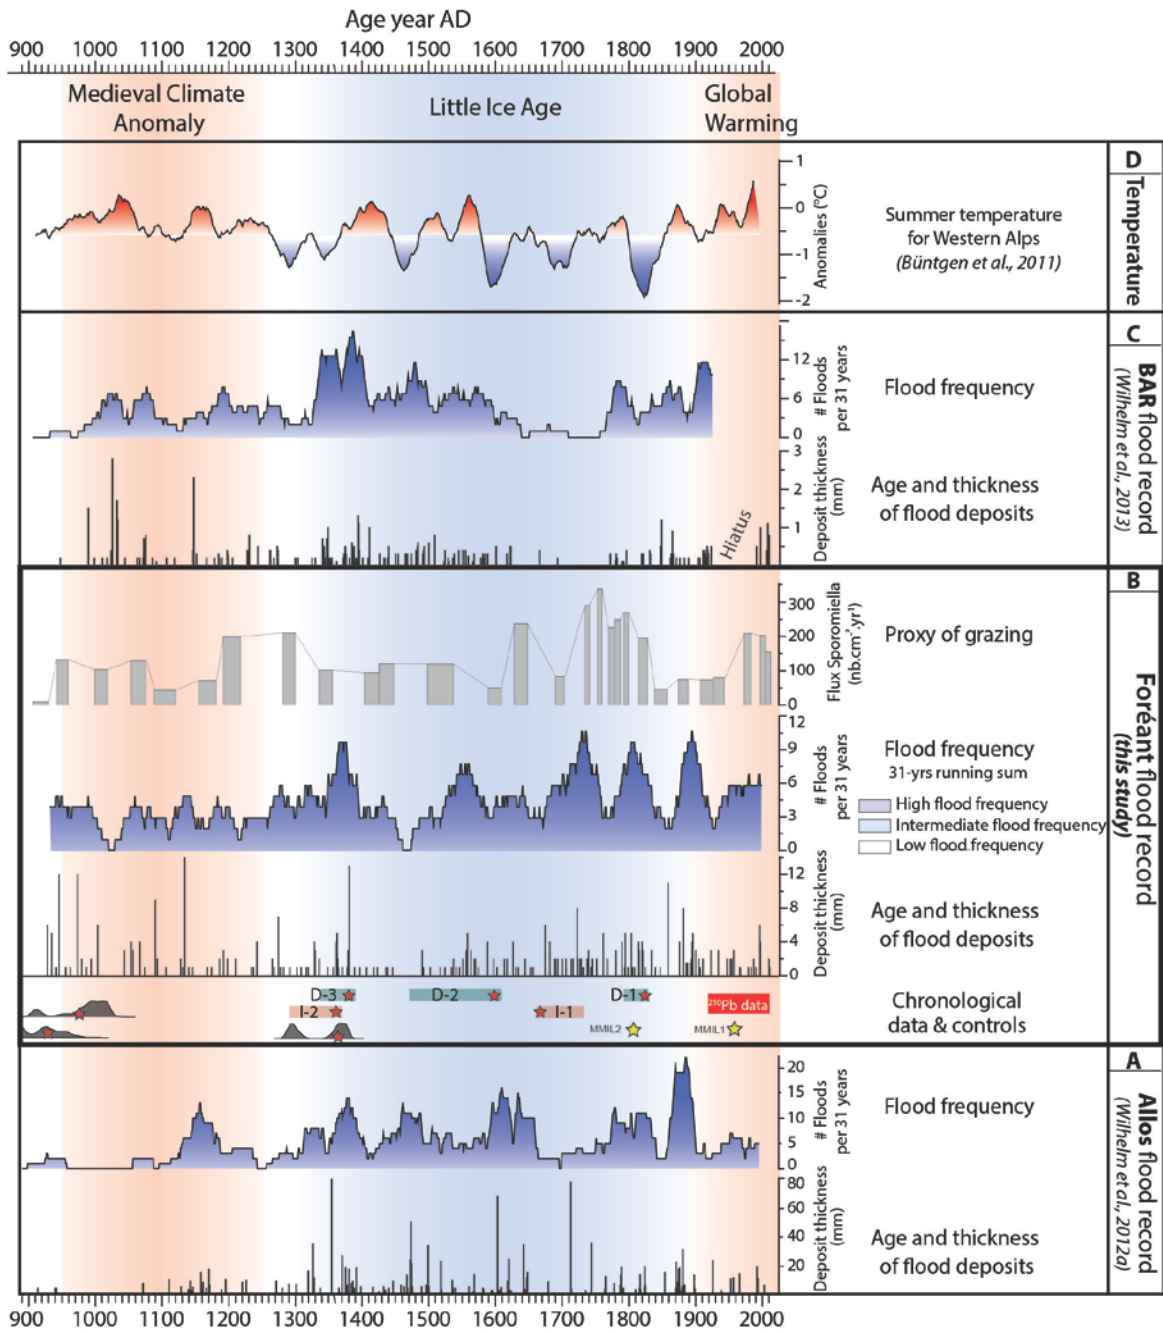 Age year AD
900 1000 1100 1200 1300 1400 1500 1600 1700 1800 1900 2000
Medieval Climate
Anomaly
Little Ice Age
Global
Warming
1
0
-1
-2
Anomalies (°C)
Summer temperature
for Western Alps
(Büntgen et al., 2011)
D
Temperature
12
6
0
# Floods
per 31 years
Flood frequency
3
2
1
Deposit thickness
(mm)
Age and thickness
of flood deposits
Hiatus
C
BAR flood record
(Wilhelm et al., 2013)
300
200
100
0
Flux Sporomiella
(nb.cm⁻².yr¹)
Proxy of grazing
12
9
6
3
0
# Floods
per 31 years
Flood frequency
31-yrs running sum
High flood frequency
Intermediate flood frequency
Low flood frequency
12
8
4
0
Deposit thickness
(mm)
Age and thickness
of flood deposits
D-3
D-2
D-1
I-2
I-1
²¹⁰Pb data
MMIL2
MMIL1
Chronological
data & controls
B
Foréant flood record
(this study)
20
15
10
5
0
# Floods
per 31 years
Flood frequency
80
60
40
20
Deposit thickness
(mm)
Age and thickness
of flood deposits
A
Allos flood record
(Wilhelm et al., 2012a)
900 1000 1100 1200 1300 1400 1500 1600 1700 1800 1900 2000